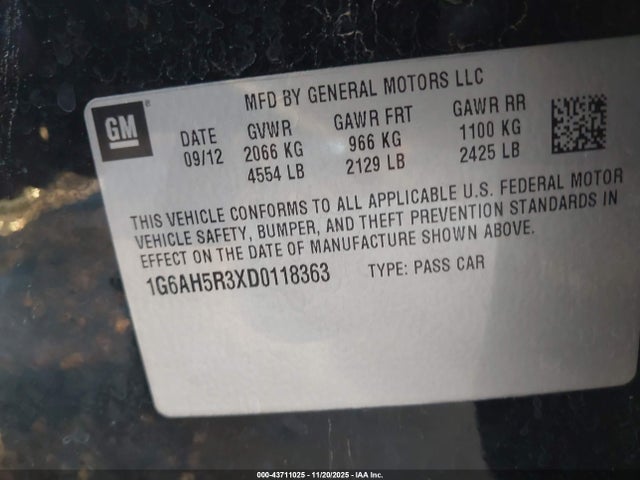 MFD BY GENERAL MOTORS LLC
GM®
DATE GVWR GAWR FRT GAWR RR
09/12 2066 KG 966 KG 1100 KG
4554 LB 2129 LB 2425 LB
THIS VEHICLE CONFORMS TO ALL APPLICABLE U.S. FEDERAL MOTOR
VEHICLE SAFETY, BUMPER, AND THEFT PREVENTION STANDARDS IN
EFFECT ON THE DATE OF MANUFACTURE SHOWN ABOVE.
1G6AH5R3XD0118363 TYPE: PASS CAR
000-43711025 - 11/20/2025 - IAA Inc.